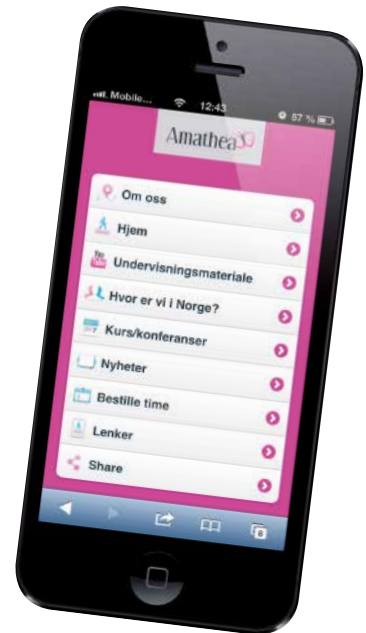 Mobile... 12:43 87 %
Amathea
Om oss
Hjem
Undervisningsmateriale
Hvor er vi i Norge?
Kurs/konferanser
Nyheter
Bestille time
Lenker
Share